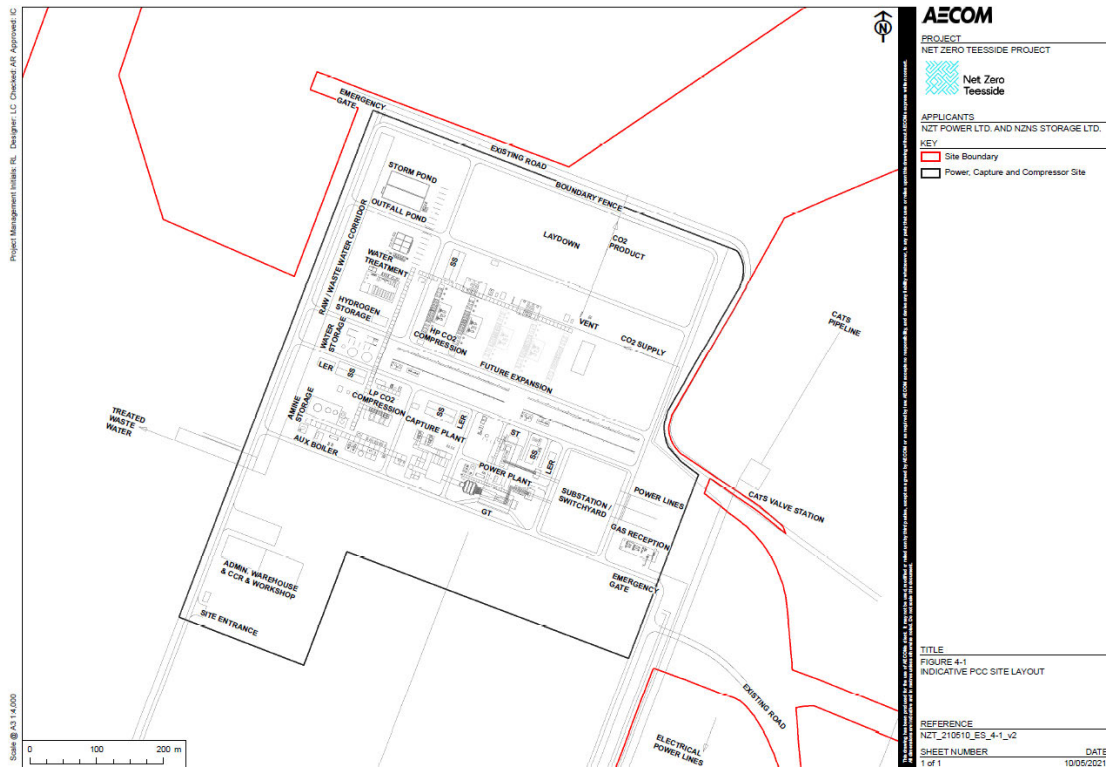 Project Management Initials: RL Designer: LC Checked: AR Approved: IC
Scale @ A3 1:4,000
N
EMERGENCY
GATE
EXISTING ROAD
BOUNDARY FENCE
STORM POND
OUTFALL POND
RAW / WASTE WATER CORRIDOR
LAYDOWN
CO2
PRODUCT
WATER
TREATMENT
SS
HYDROGEN
STORAGE
WATER
STORAGE
HP CO2
COMPRESSION
VENT
CO2 SUPPLY
FUTURE EXPANSION
CATS
PIPELINE
LER
SS
LP CO2
COMPRESSION
AMINE
STORAGE
SS
LER
CAPTURE PLANT
ST
SS
LER
AUX BOILER
POWER PLANT
GT
SUBSTATION /
SWITCHYARD
POWER LINES
GAS RECEPTION
TREATED
WASTE
WATER
CATS VALVE STATION
EMERGENCY
GATE
ADMIN, WAREHOUSE
& CCR & WORKSHOP
SITE ENTRANCE
EXISTING ROAD
ELECTRICAL
POWER LINES
0 100 200 m
AECOM
PROJECT
NET ZERO TEESSIDE PROJECT
Net Zero
Teesside
APPLICANTS
NZT POWER LTD. AND NZNS STORAGE LTD.
KEY
Site Boundary
Power, Capture and Compressor Site
TITLE
FIGURE 4-1
INDICATIVE PCC SITE LAYOUT
REFERENCE
NZT_210510_ES_4-1_v2
SHEET NUMBER DATE
1 of 1 10/05/2021